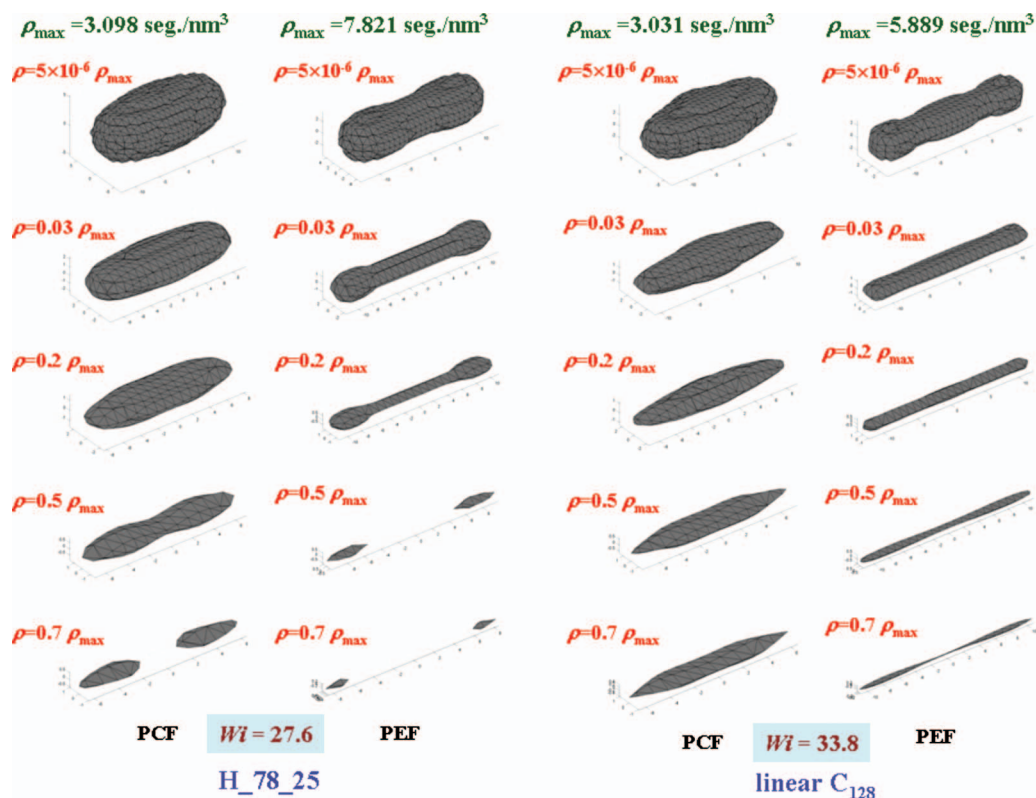 ρmax =3.098 seg./nm³ ρmax =7.821 seg./nm³ ρmax =3.031 seg./nm³ ρmax =5.889 seg./nm³
ρ=5×10⁻⁶ ρmax ρ=5×10⁻⁶ ρmax ρ=5×10⁻⁶ ρmax ρ=5×10⁻⁶ ρmax
ρ=0.03 ρmax ρ=0.03 ρmax ρ=0.03 ρmax ρ=0.03 ρmax
ρ=0.2 ρmax ρ=0.2 ρmax ρ=0.2 ρmax ρ=0.2 ρmax
ρ=0.5 ρmax ρ=0.5 ρmax ρ=0.5 ρmax ρ=0.5 ρmax
ρ=0.7 ρmax ρ=0.7 ρmax ρ=0.7 ρmax ρ=0.7 ρmax
PCF Wi = 27.6 PEF PCF Wi = 33.8 PEF
H_78_25 linear C₁₂₈